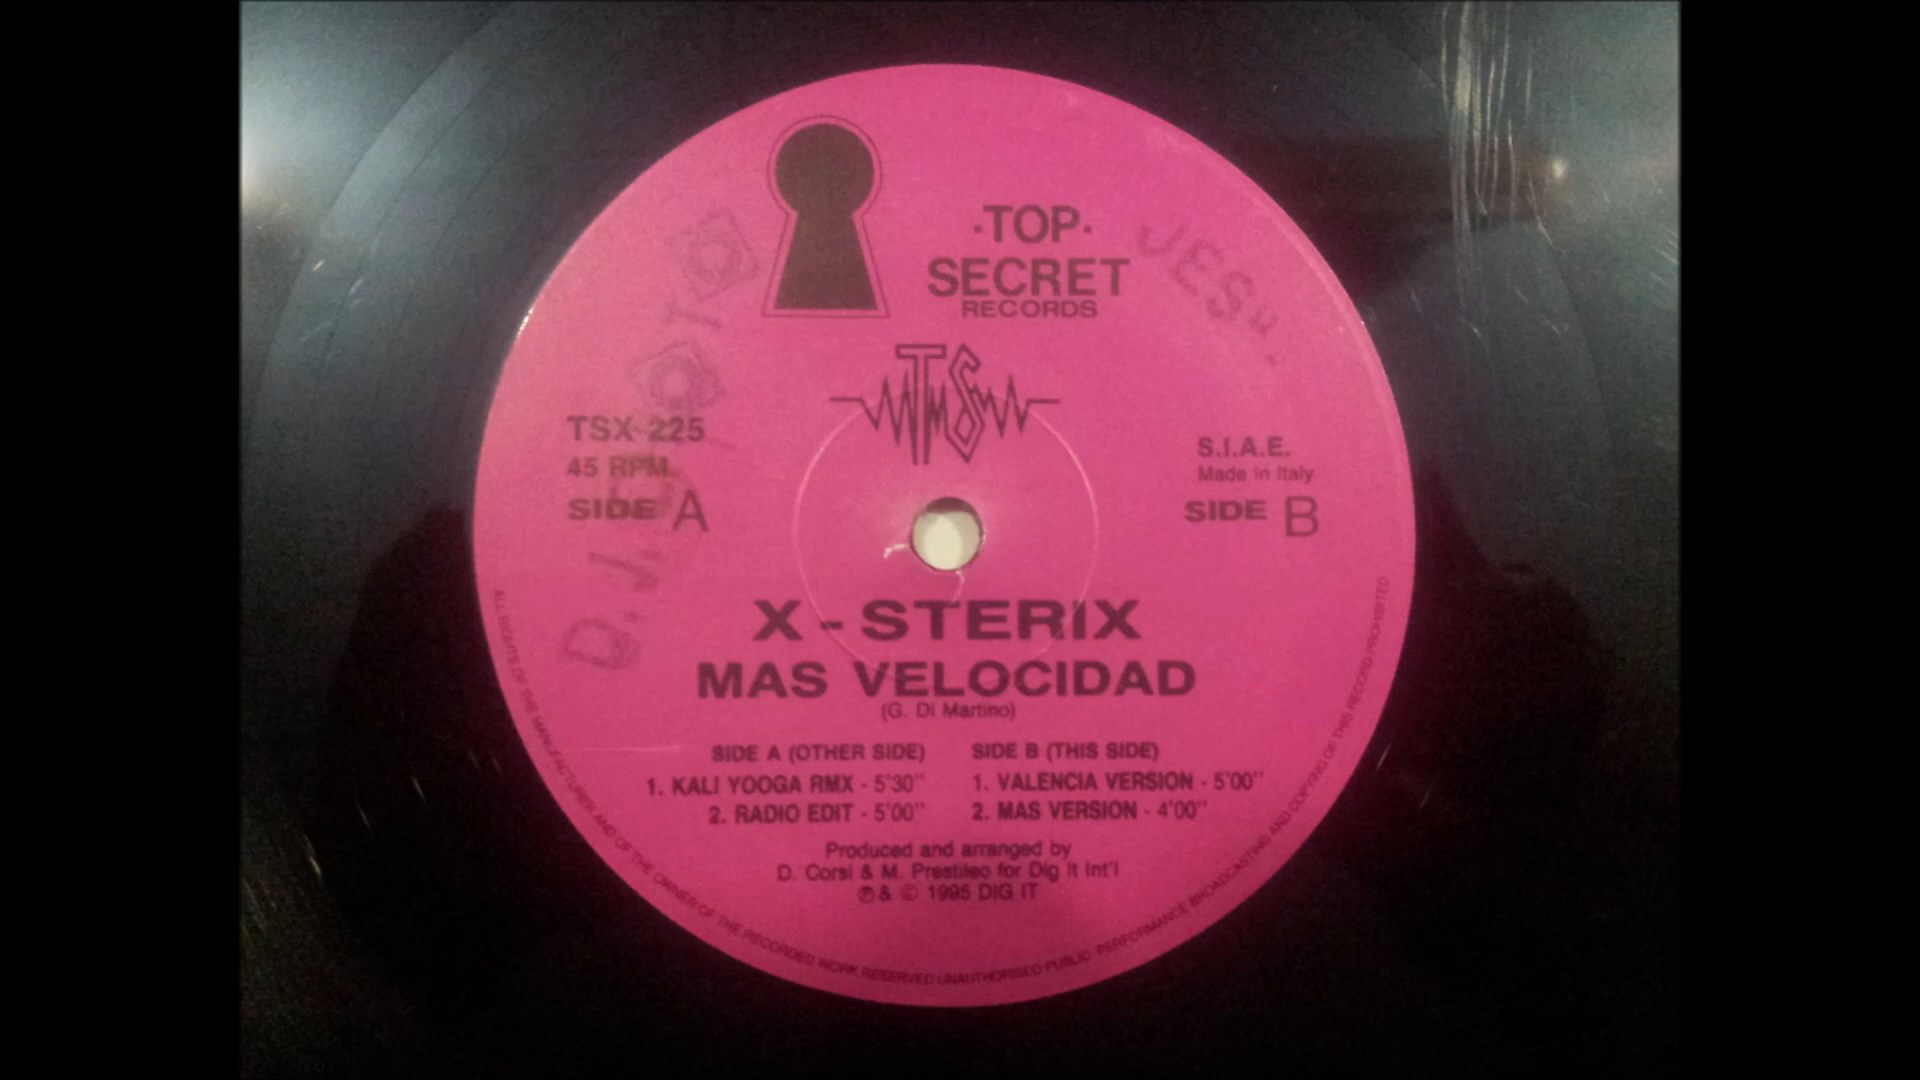 ·TOP·
SECRET
RECORDS
TMS
JES
TSX 225
45 RPM
SIDE A
S.I.A.E.
Made in Italy
SIDE B
D.J.
X - STERIX
MAS VELOCIDAD
(G. Di Martino)
SIDE A (OTHER SIDE)
1. KALI YOOGA RMX - 5'30"
2. RADIO EDIT - 5'00"
SIDE B (THIS SIDE)
1. VALENCIA VERSION - 5'00"
2. MAS VERSION - 4'00"
Produced and arranged by
D. Corsi & M. Prestileo for Dig It Int'l
℗ & © 1995 DIG IT
ALL RIGHTS OF THE MANUFACTURER AND OF THE OWNER OF THE RECORDED WORK RESERVED UNAUTHORISED PUBLIC PERFORMANCE BROADCASTING AND COPYING OF THIS RECORD PROHIBITED